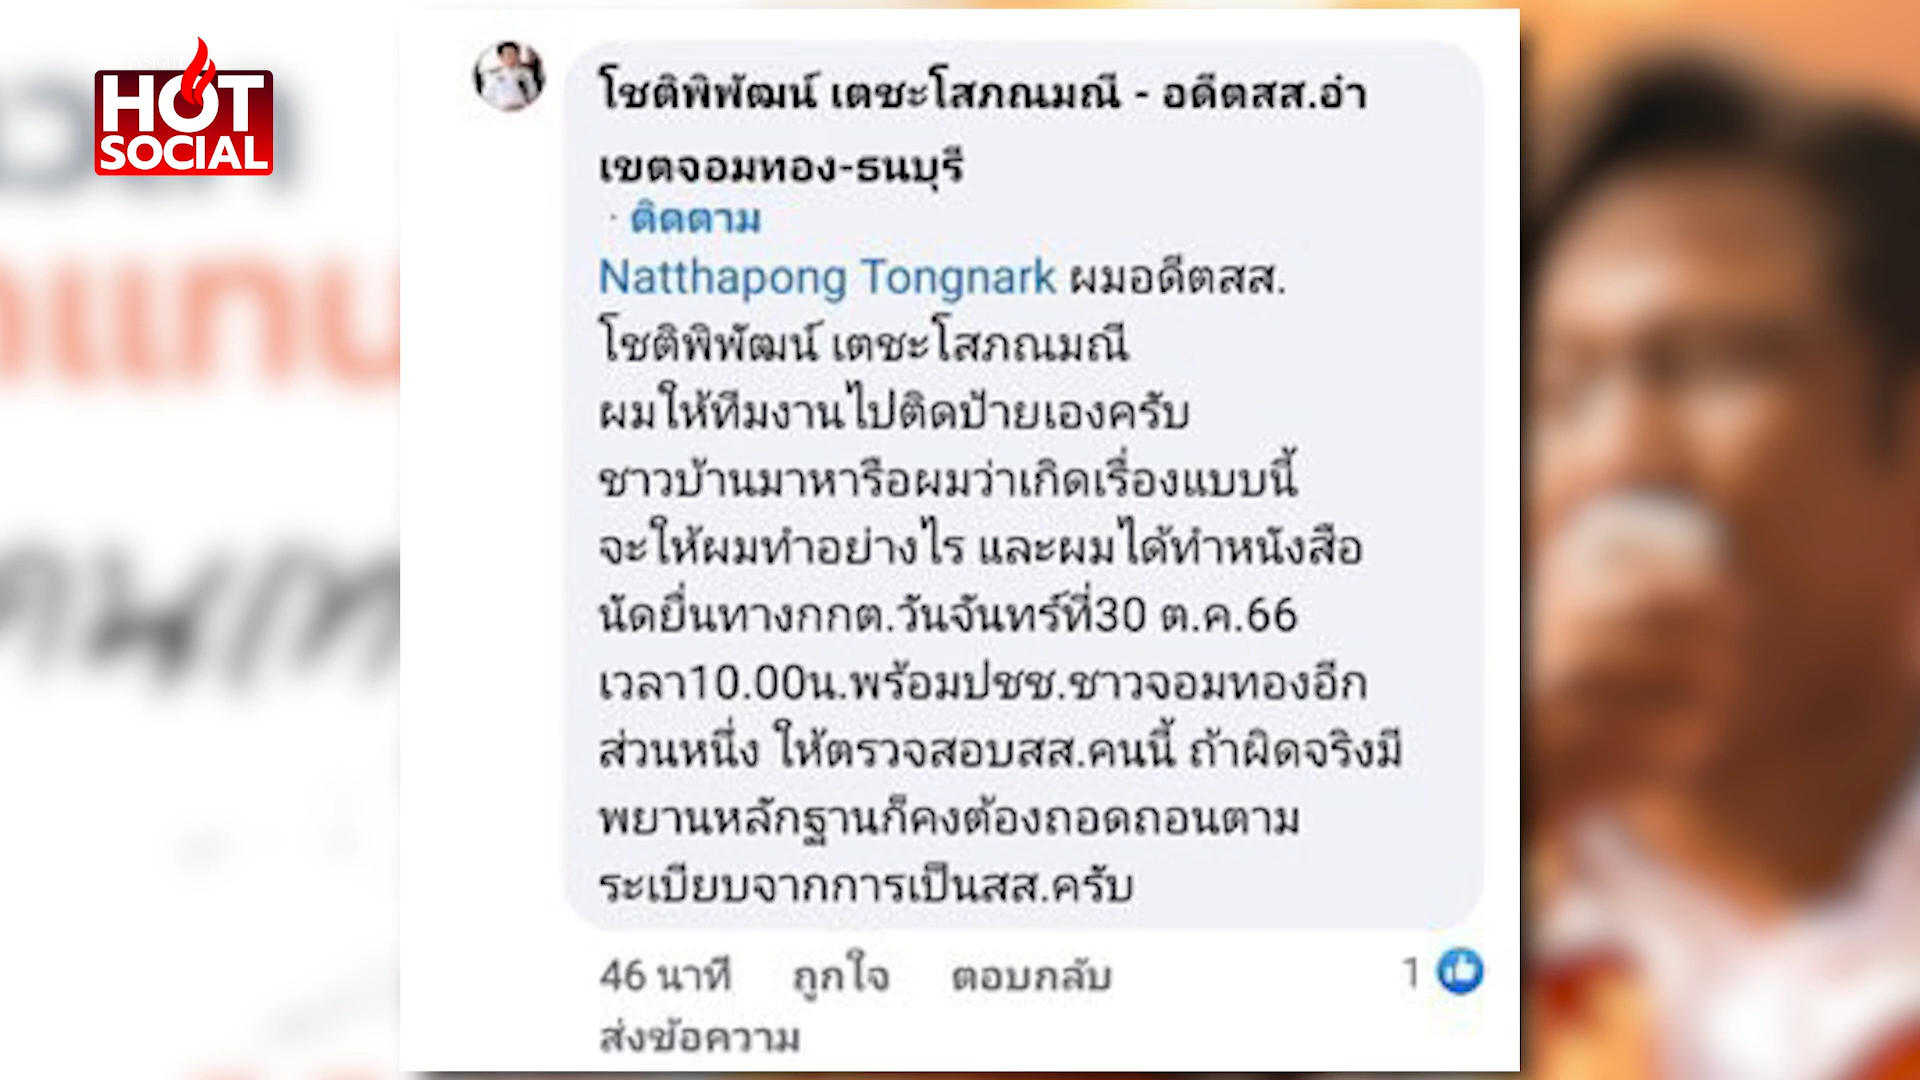 HOT
SOCIAL
โชติพิพัฒน์ เตชะโสภณมณี - อดีตสส.อ๋า
เขตจอมทอง-ธนบุรี
· ติดตาม
Natthapong Tongnark ผมอดีตสส.
โชติพิพัฒน์ เตชะโสภณมณี
ผมให้ทีมงานไปติดป้ายเองครับ
ชาวบ้านมาหารือผมว่าเกิดเรื่องแบบนี้
จะให้ผมทำอย่างไร และผมได้ทำหนังสือ
นัดยื่นทางกกต.วันจันทร์ที่30 ต.ค.66
เวลา10.00น.พร้อมปชช.ชาวจอมทองอีก
ส่วนหนึ่ง ให้ตรวจสอบสส.คนนี้ ถ้าผิดจริงมี
พยานหลักฐานก็คงต้องถอดถอนตาม
ระเบียบจากการเป็นสส.ครับ
46 นาที ถูกใจ ตอบกลับ 1
ส่งข้อความ